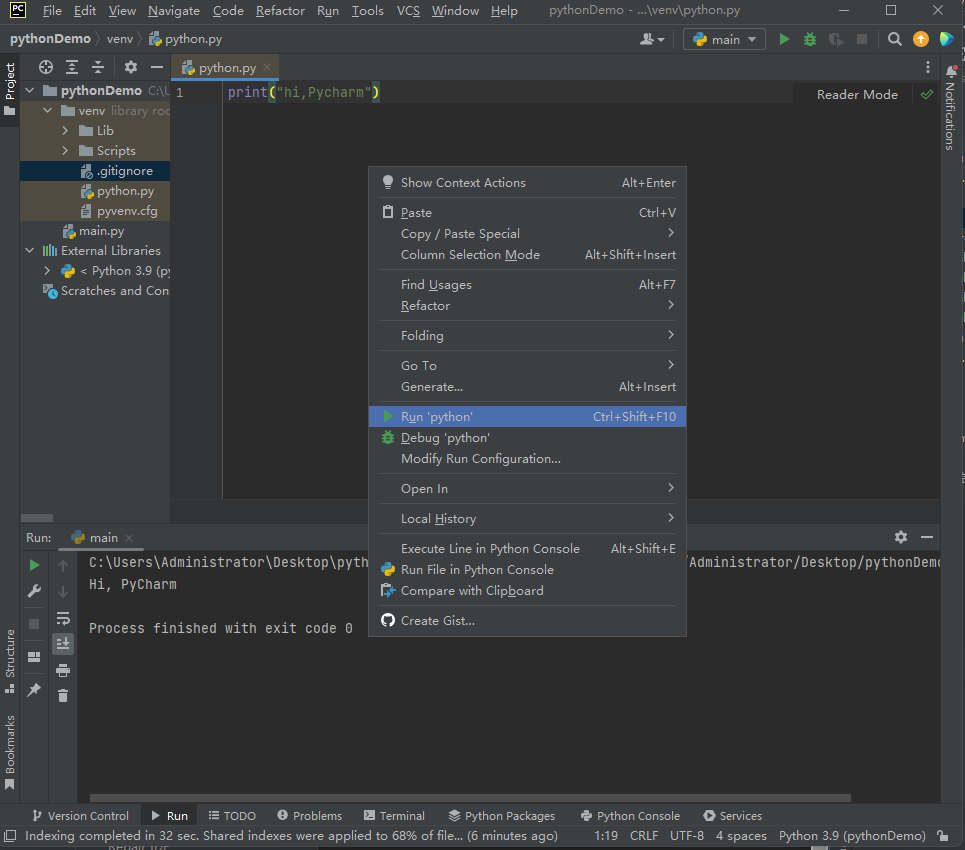 PC File Edit View Navigate Code Refactor Run Tools VCS Window Help pythonDemo - ...\venv\python.py
pythonDemo venv python.py main
Project
python.py
pythonDemo C:\U
venv library roo
Lib
Scripts
.gitignore
python.py
pyvenv.cfg
main.py
External Libraries
< Python 3.9 (py
Scratches and Con
1 print("hi,Pycharm")
Reader Mode
Notifications
Show Context Actions Alt+Enter
Paste Ctrl+V
Copy / Paste Special
Column Selection Mode Alt+Shift+Insert
Find Usages Alt+F7
Refactor
Folding
Go To
Generate... Alt+Insert
Run 'python' Ctrl+Shift+F10
Debug 'python'
Modify Run Configuration...
Open In
Local History
Execute Line in Python Console Alt+Shift+E
Run File in Python Console
Compare with Clipboard
Create Gist...
Run: main
C:\Users\Administrator\Desktop\pyth /Administrator/Desktop/pythonDemo
Hi, PyCharm
Process finished with exit code 0
Structure
Bookmarks
Version Control Run TODO Problems Terminal Python Packages Python Console Services
Indexing completed in 32 sec. Shared indexes were applied to 68% of file... (6 minutes ago) 1:19 CRLF UTF-8 4 spaces Python 3.9 (pythonDemo)